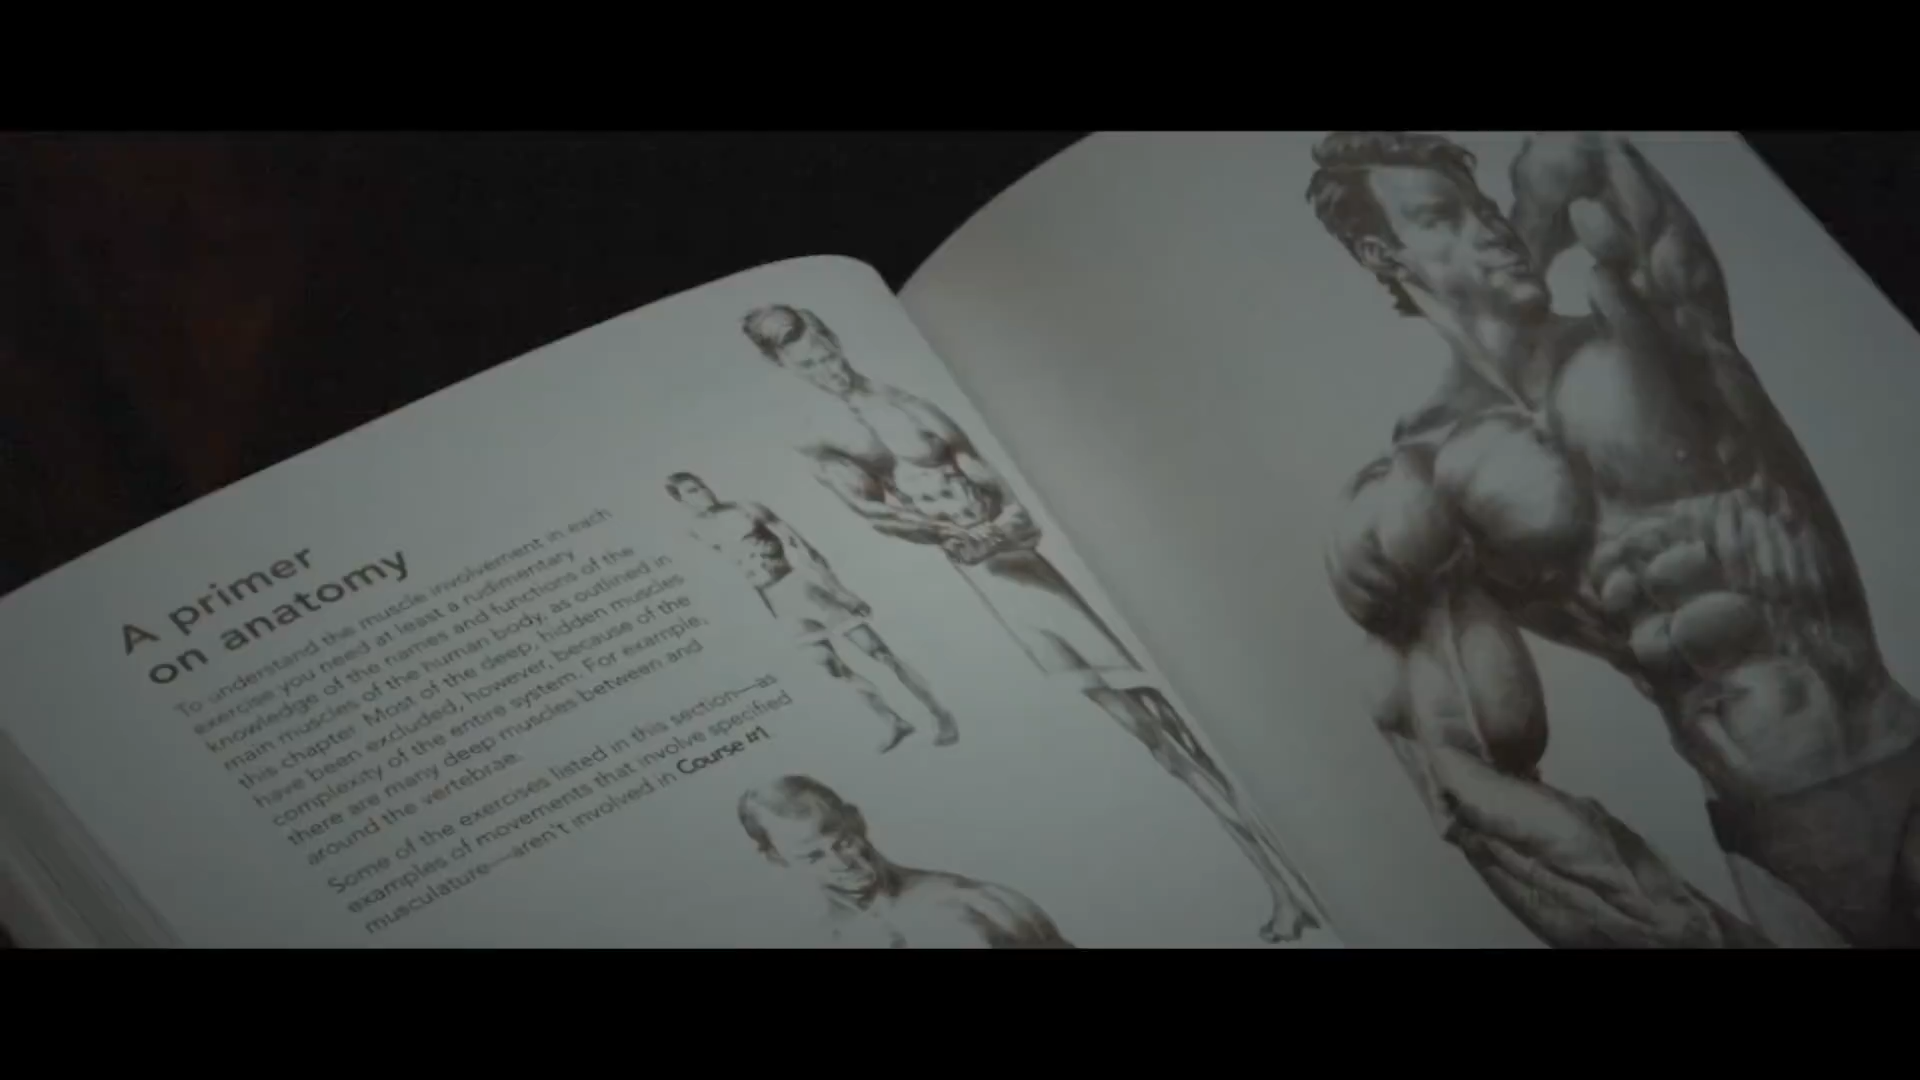 A primer
on anatomy
To understand the muscle involvement in each
exercise you need at least a rudimentary
knowledge of the names and functions of the
main muscles of the human body, as outlined in
this chapter. Most of the deep, hidden muscles
have been excluded, however, because of the
complexity of the entire system. For example,
there are many deep muscles between and
around the vertebrae.
Some of the exercises listed in this section—as
examples of movements that involve specified
musculature—aren't involved in Course #1.